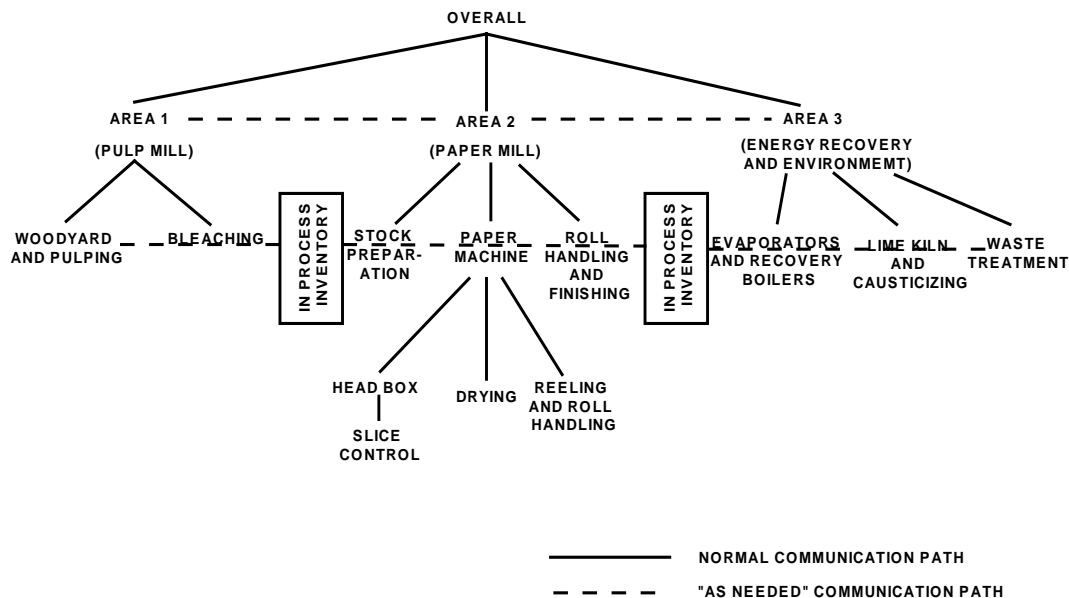 OVERALL
AREA 1
AREA 2
AREA 3
(PULP MILL)
(PAPER MILL)
(ENERGY RECOVERY
AND ENVIRONMEMT)
WOODYARD
AND PULPING
BLEACHING
IN PROCESS
INVENTORY
STOCK
PREPAR-
ATION
PAPER
MACHINE
ROLL
HANDLING
AND
FINISHING
IN PROCESS
INVENTORY
EVAPORATORS
AND RECOVERY
BOILERS
LIME KILN
AND
CAUSTICIZING
WASTE
TREATMENT
HEAD BOX
DRYING
REELING
AND ROLL
HANDLING
SLICE
CONTROL
NORMAL COMMUNICATION PATH
"AS NEEDED" COMMUNICATION PATH